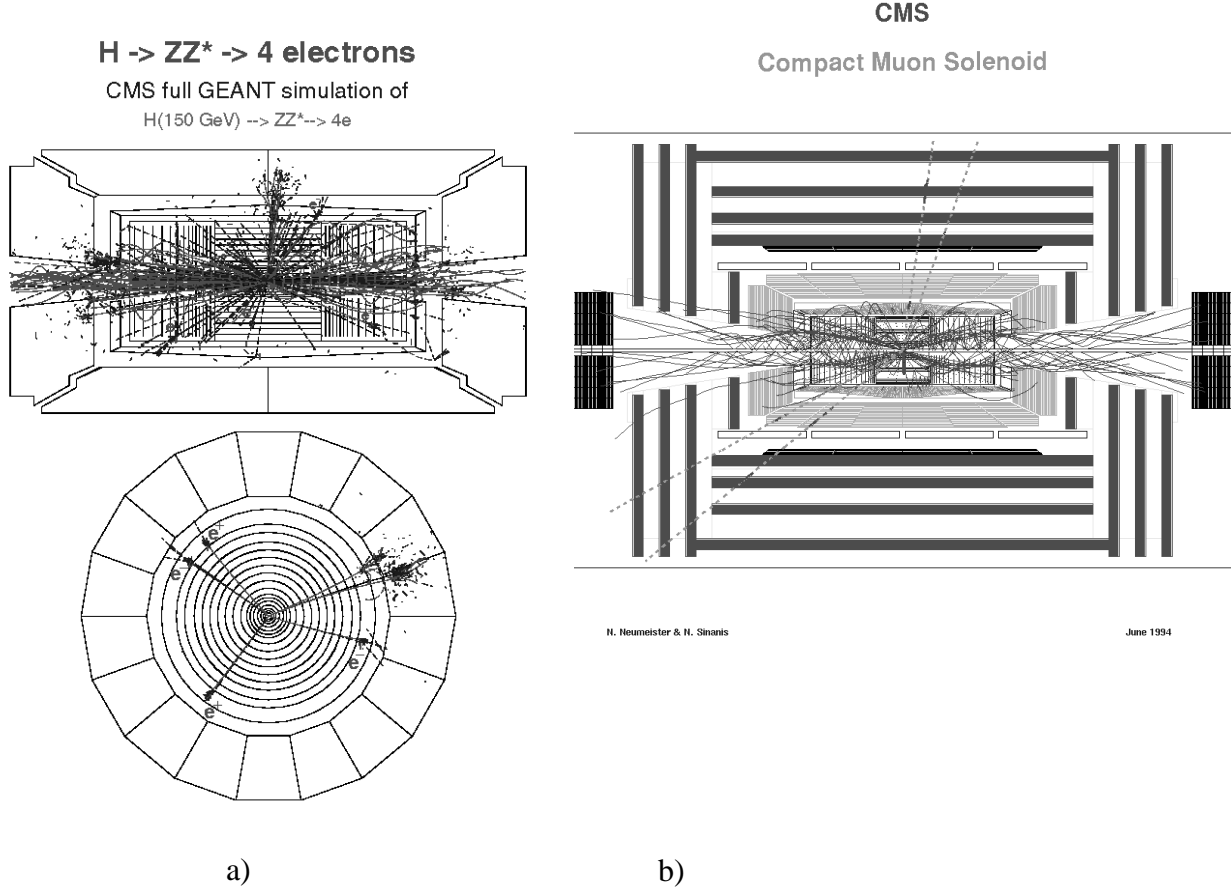 H -> ZZ* -> 4 electrons
CMS full GEANT simulation of
H(150 GeV) --> ZZ*--> 4e
e
e
e
e⁺
e⁻
e⁻
e⁺
a)
CMS
Compact Muon Solenoid
N. Neumeister & N. Sinanis
June 1994
b)